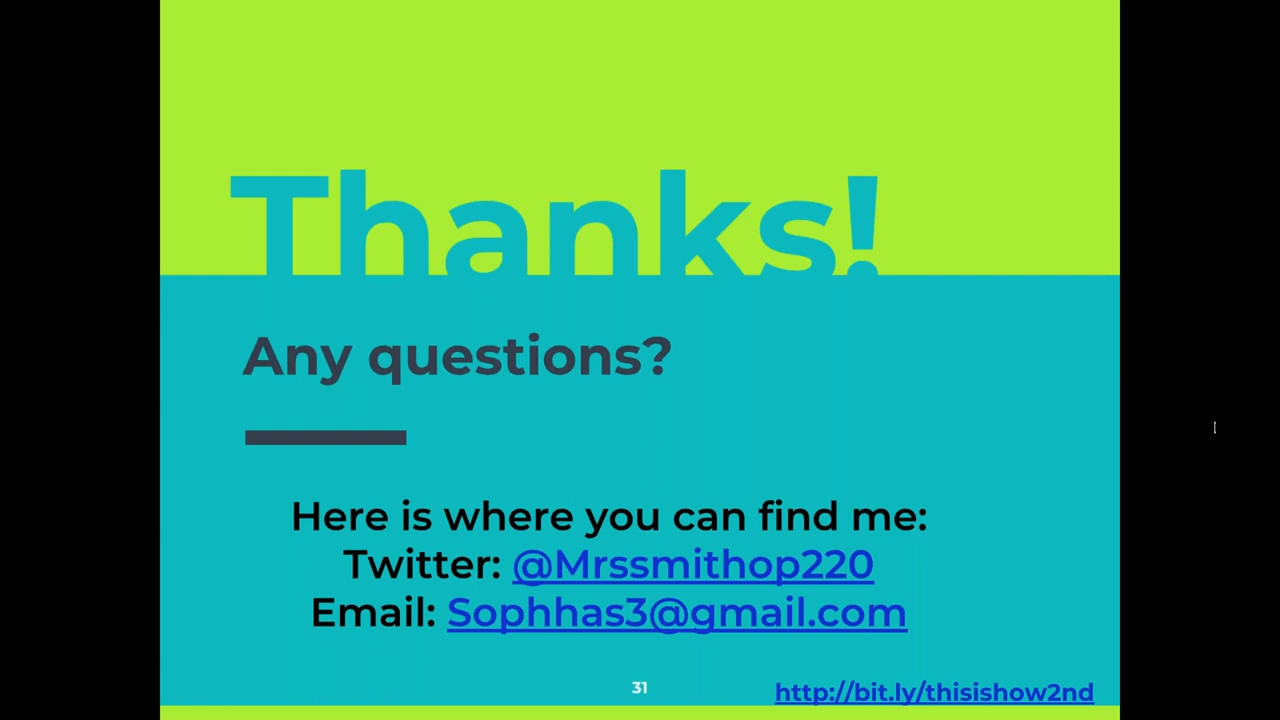 Thanks!
Any questions?
Here is where you can find me:
Twitter: @Mrssmithop220
Email: Sophhas3@gmail.com
31
http://bit.ly/thisishow2nd